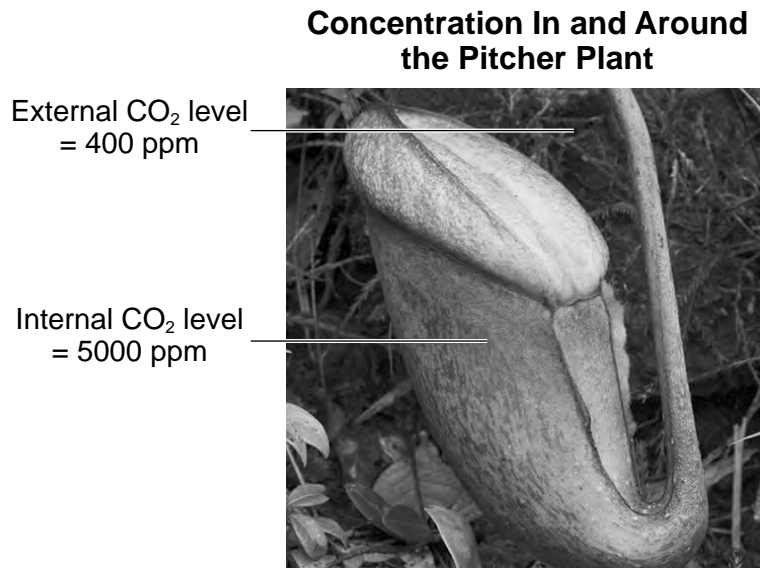 Concentration In and Around
the Pitcher Plant
External CO₂ level
= 400 ppm
Internal CO₂ level
= 5000 ppm